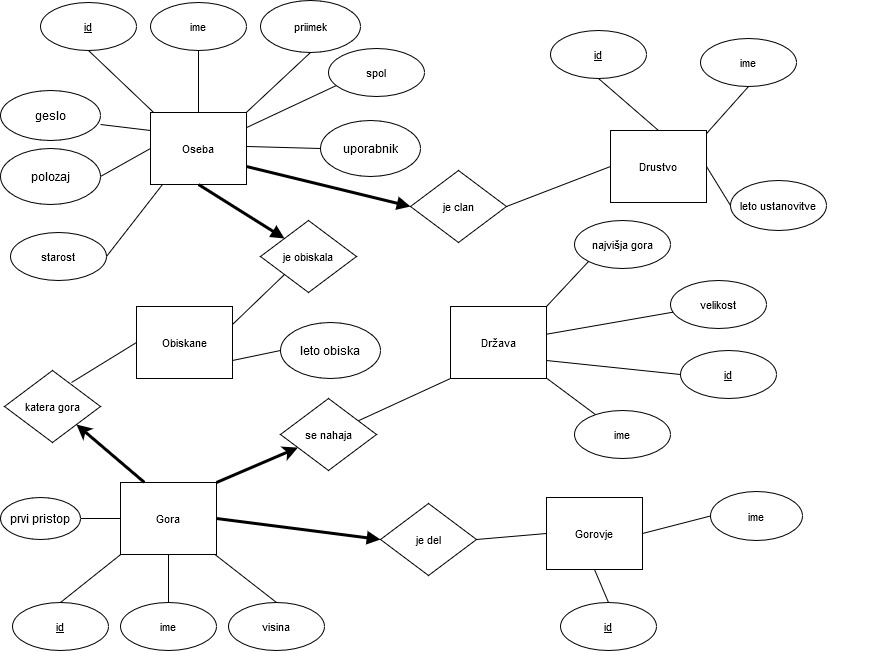 id
ime
priimek
spol
geslo
Oseba
uporabnik
polozaj
starost
je clan
je obiskala
id
ime
Drustvo
leto ustanovitve
najvišja gora
velikost
Država
id
ime
Obiskane
leto obiska
katera gora
se nahaja
prvi pristop
Gora
je del
Gorovje
ime
id
id
ime
visina